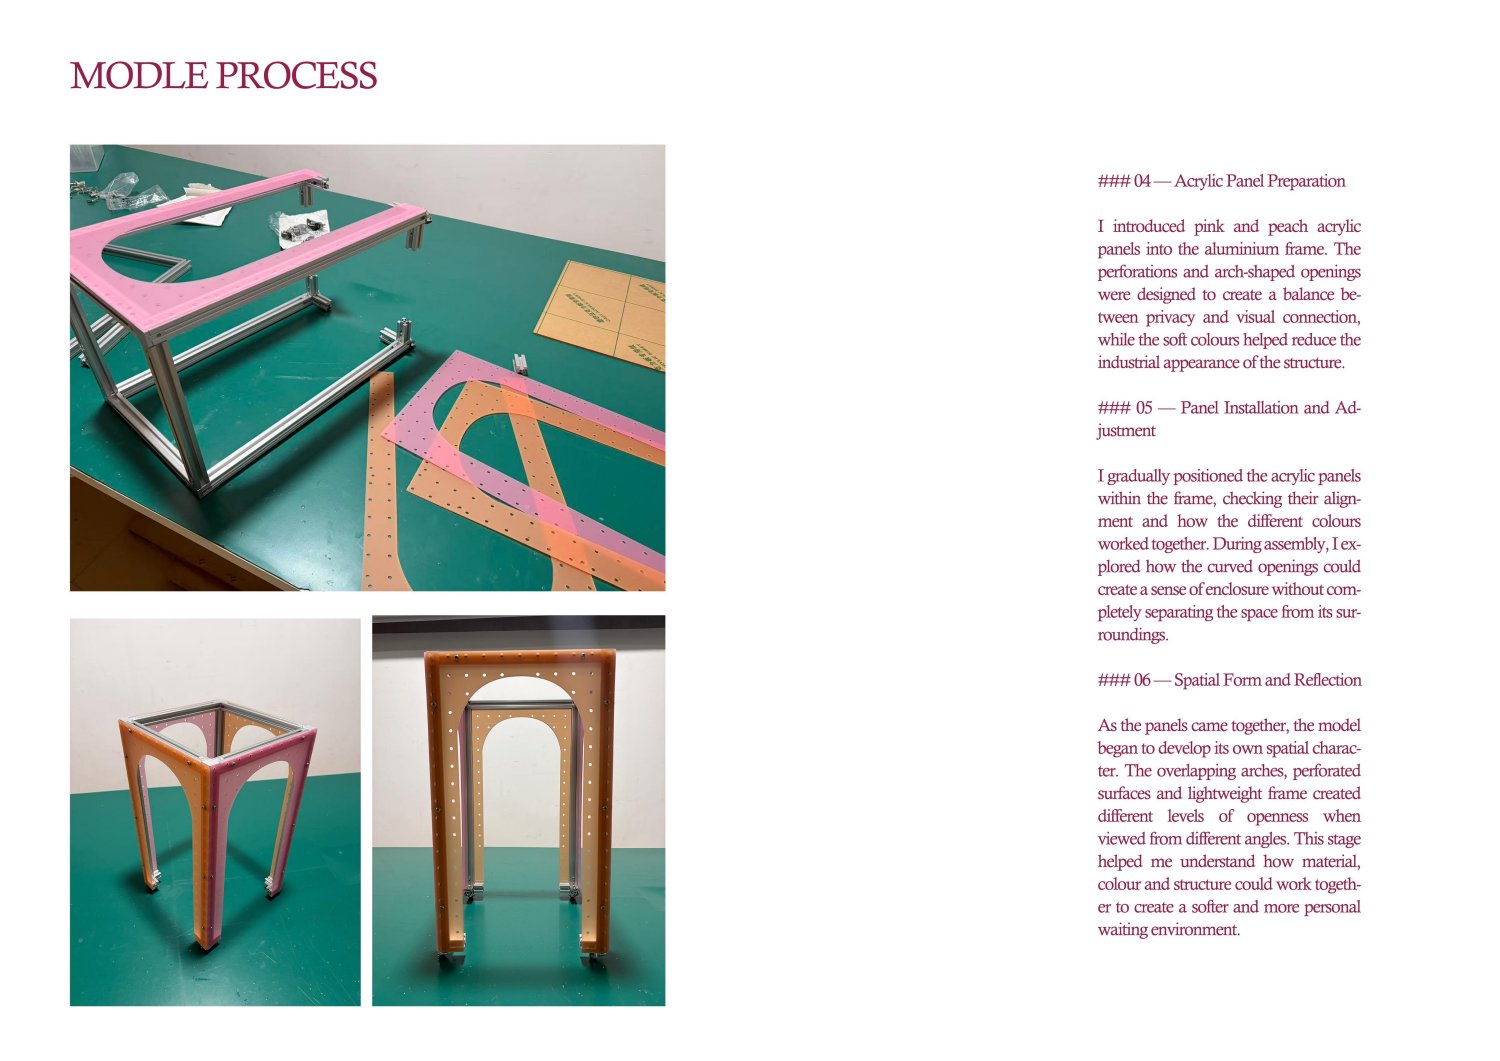 MODLE PROCESS
### 04 — Acrylic Panel Preparation
I introduced pink and peach acrylic
panels into the aluminium frame. The
perforations and arch-shaped openings
were designed to create a balance be-
tween privacy and visual connection,
while the soft colours helped reduce the
industrial appearance of the structure.
### 05 — Panel Installation and Ad-
justment
I gradually positioned the acrylic panels
within the frame, checking their align-
ment and how the different colours
worked together. During assembly, I ex-
plored how the curved openings could
create a sense of enclosure without com-
pletely separating the space from its sur-
roundings.
### 06 — Spatial Form and Reflection
As the panels came together, the model
began to develop its own spatial charac-
ter. The overlapping arches, perforated
surfaces and lightweight frame created
different levels of openness when
viewed from different angles. This stage
helped me understand how material,
colour and structure could work togeth-
er to create a softer and more personal
waiting environment.